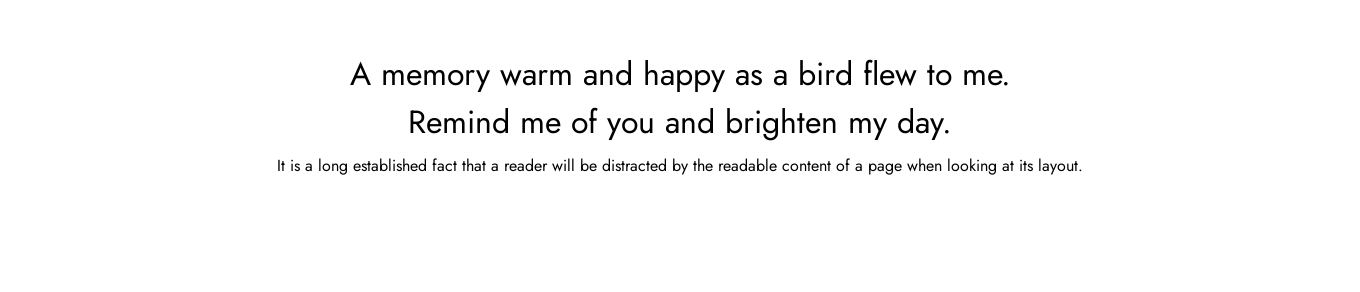 A memory warm and happy as a bird flew to me.
Remind me of you and brighten my day.
It is a long established fact that a reader will be distracted by the readable content of a page when looking at its layout.